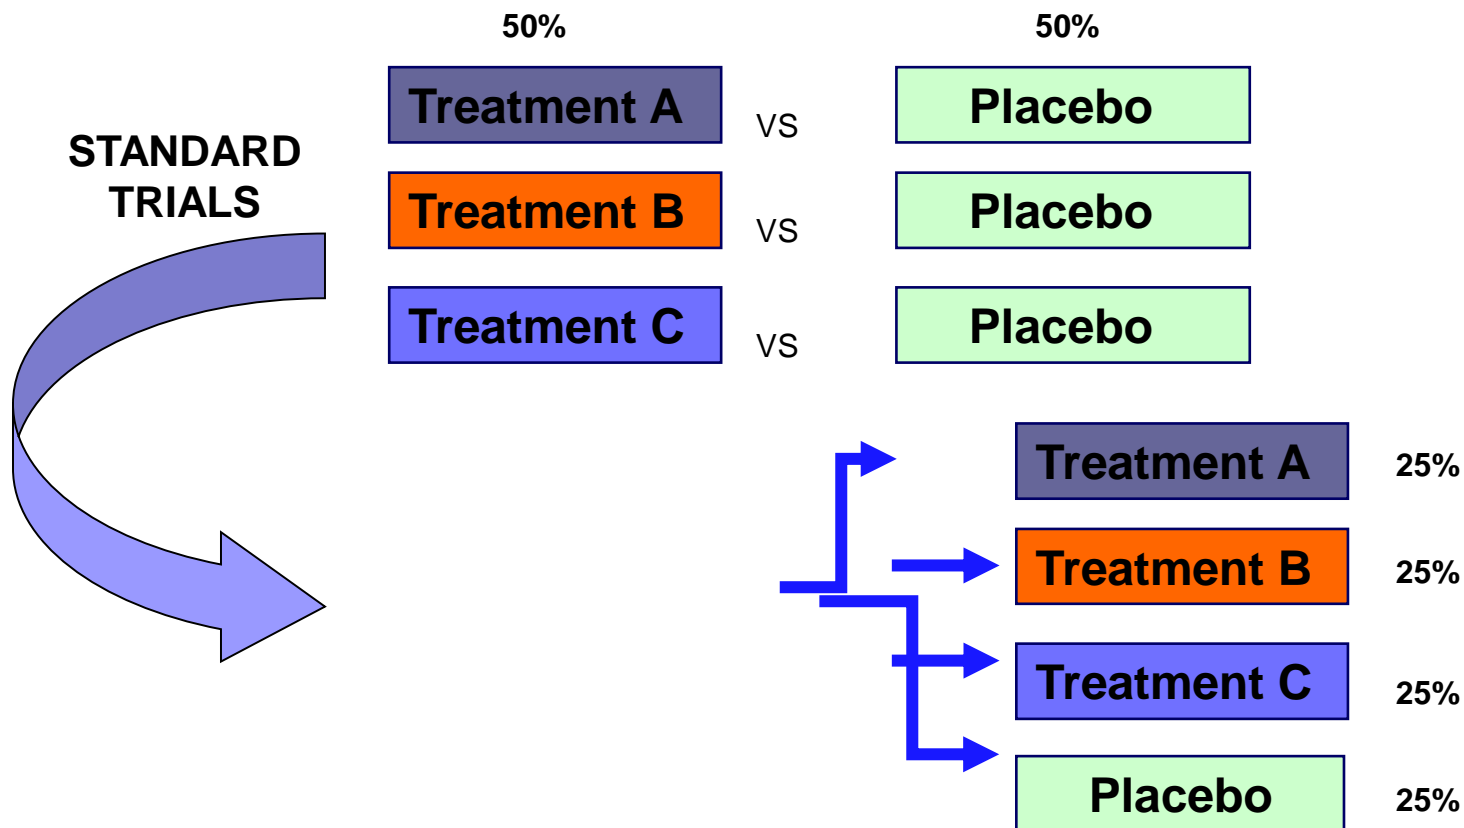 50% 50%
Treatment A VS Placebo
STANDARD
TRIALS
Treatment B VS Placebo
Treatment C VS Placebo
Treatment A 25%
Treatment B 25%
Treatment C 25%
Placebo 25%